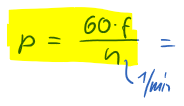 p = 60·f / n =
1/min